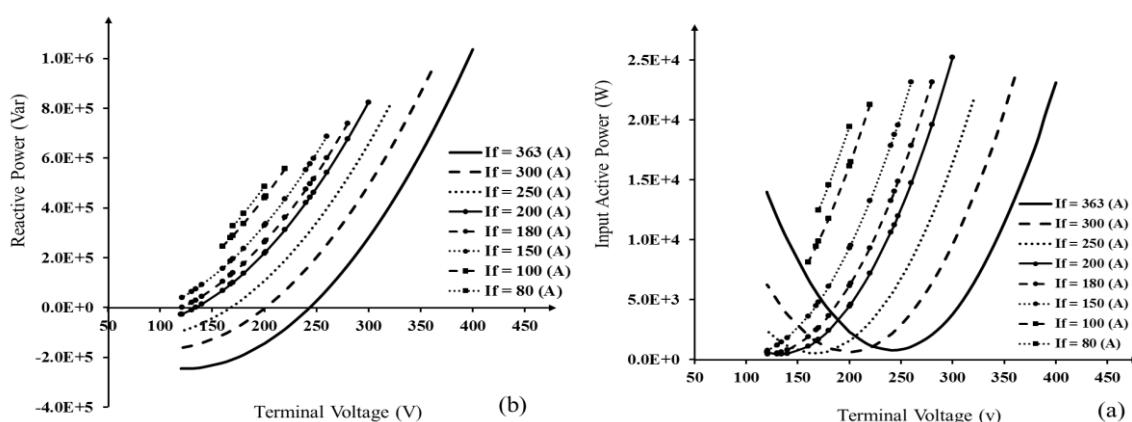 Reactive Power (Var)
1.0E+6
8.0E+5
6.0E+5
4.0E+5
2.0E+5
0.0E+0
-2.0E+5
-4.0E+5
50 100 150 200 250 300 350 400 450
If = 363 (A)
If = 300 (A)
If = 250 (A)
If = 200 (A)
If = 180 (A)
If = 150 (A)
If = 100 (A)
If = 80 (A)
Terminal Voltage (V)
(b)
Input Active Power (W)
2.5E+4
2.0E+4
1.5E+4
1.0E+4
5.0E+3
0.0E+0
50 100 150 200 250 300 350 400 450
If = 363 (A)
If = 300 (A)
If = 250 (A)
If = 200 (A)
If = 180 (A)
If = 150 (A)
If = 100 (A)
If = 80 (A)
Terminal Voltage (v)
(a)